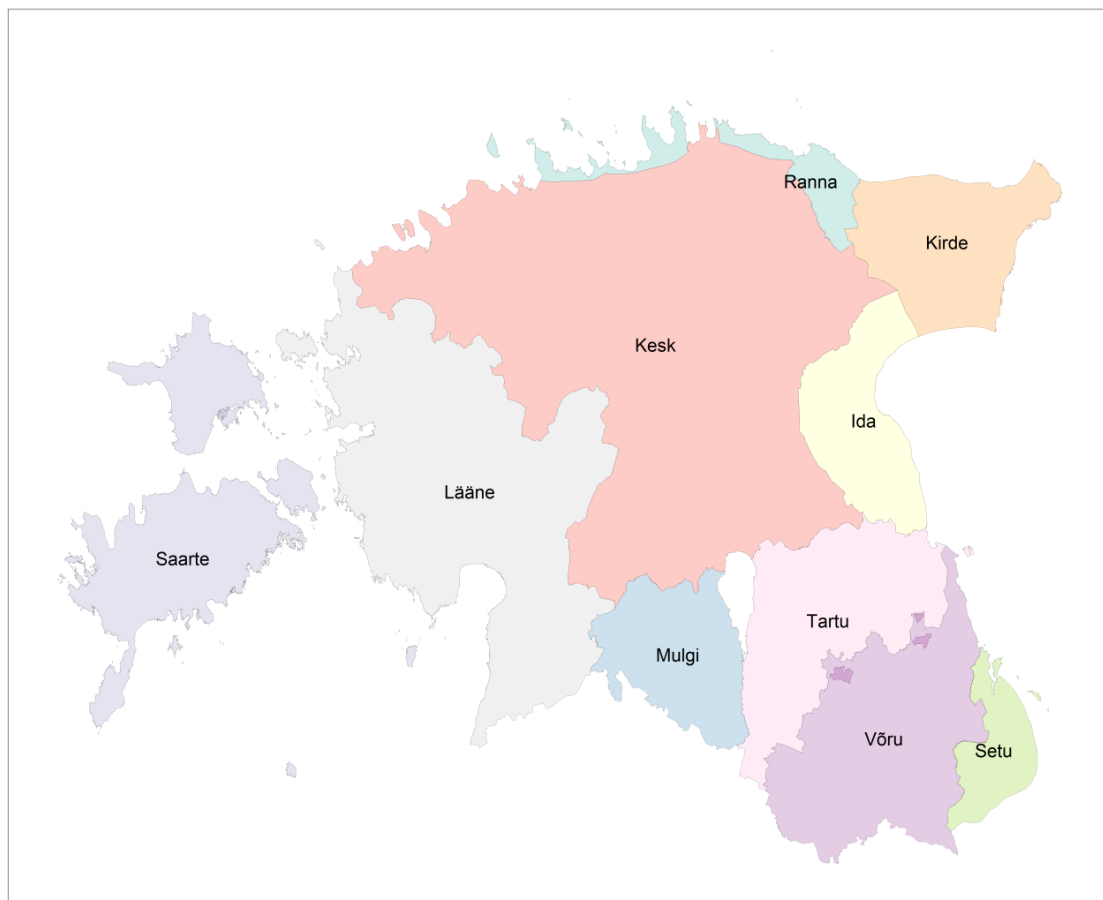 Ranna
Kirde
Kesk
Ida
Lääne
Saarte
Tartu
Mulgi
Võru
Setu